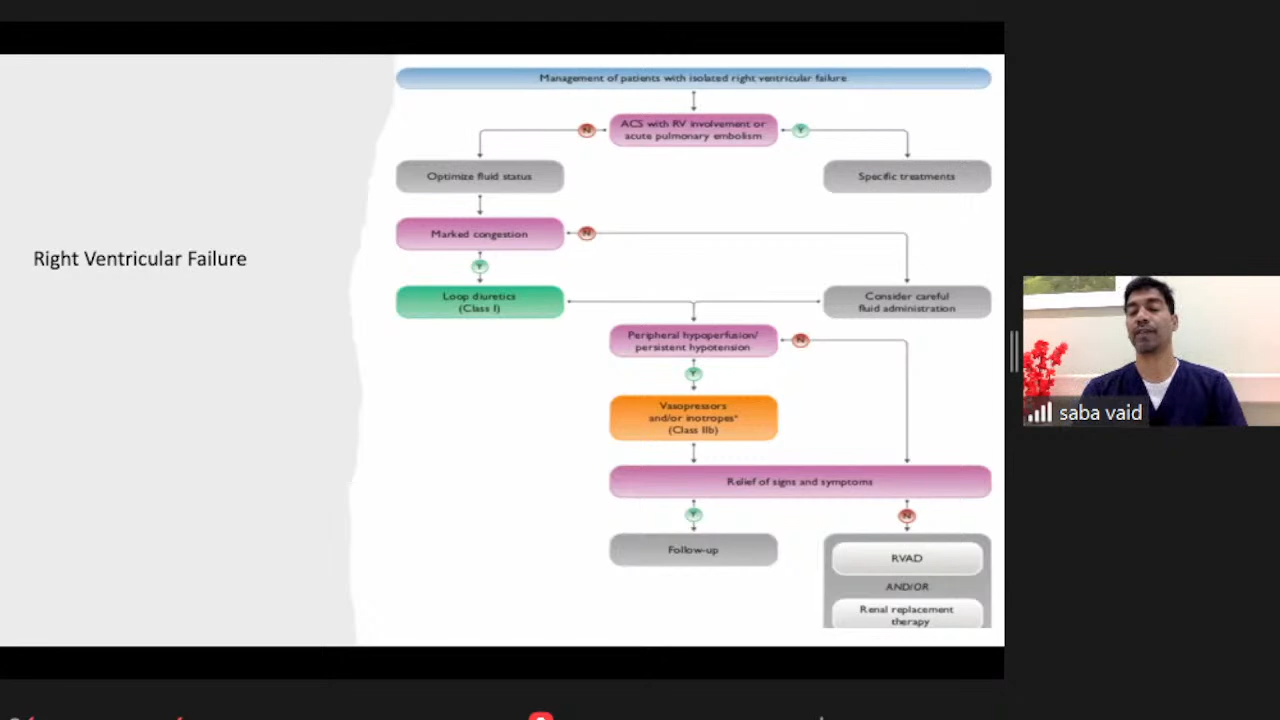 Management of patients with isolated right ventricular failure
N
ACS with RV involvement or
acute pulmonary embolism
Y
Optimize fluid status
Specific treatments
Marked congestion
N
Right Ventricular Failure
Y
Loop diuretics
(Class I)
Consider careful
fluid administration
Peripheral hypoperfusion/
persistent hypotension
N
Y
Vasopressors
and/or inotropesᵃ
(Class IIb)
saba vaid
Relief of signs and symptoms
Y
N
Follow-up
RVAD
AND/OR
Renal replacement
therapy